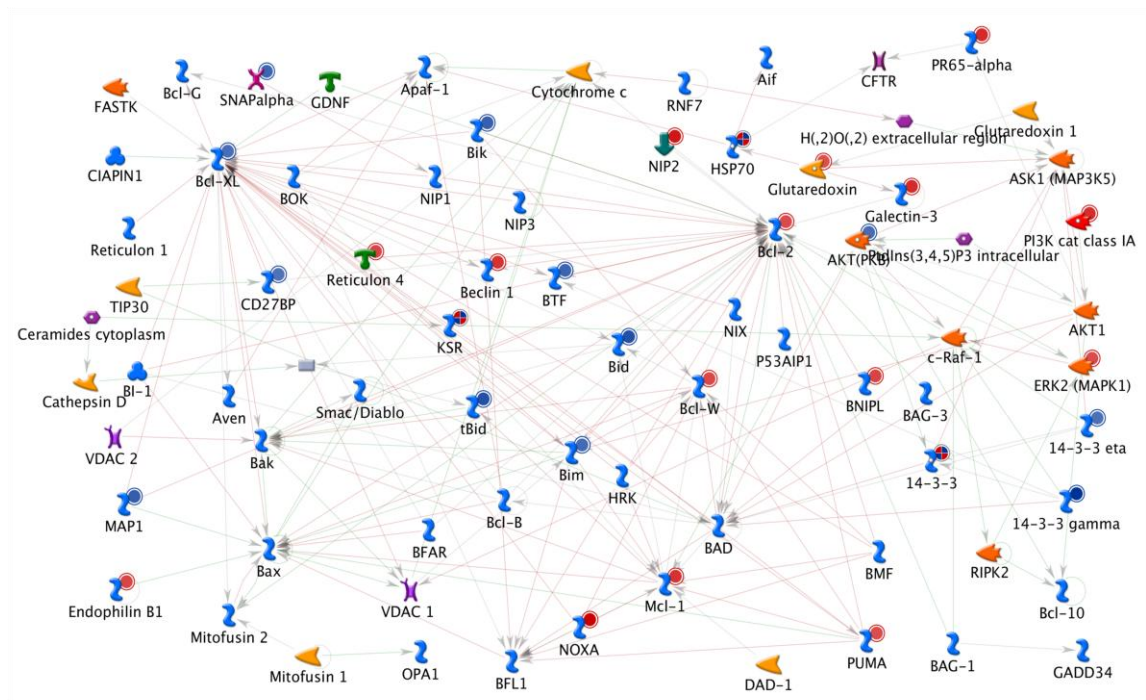 PR65-alpha
Bcl-G
SNAPalpha
GDNF
Apaf-1
Cytochrome c
RNF7
Aif
CFTR
FASTK
H(,2)O(,2) extracellular region
Glutaredoxin 1
Bik
NIP2
HSP70
CIAPIN1
Bcl-XL
BOK
NIP1
NIP3
Glutaredoxin
ASK1 (MAP3K5)
Galectin-3
Reticulon 1
Bcl-2
AKT(PKB)
PtdIns(3,4,5)P3 intracellular
PI3K cat class IA
Reticulon 4
Beclin 1
BTF
TIP30
CD27BP
Ceramides cytoplasm
KSR
NIX
P53AIP1
c-Raf-1
AKT1
Bid
Cathepsin D
BI-1
Aven
Smac/Diablo
tBid
Bcl-W
BNIPL
BAG-3
ERK2 (MAPK1)
VDAC 2
Bak
Bim
HRK
14-3-3
14-3-3 eta
MAP1
Bcl-B
BFAR
BAD
14-3-3 gamma
Bax
BMF
RIPK2
Endophilin B1
Mitofusin 2
VDAC 1
Mcl-1
Bcl-10
NOXA
Mitofusin 1
OPA1
BFL1
DAD-1
PUMA
BAG-1
GADD34